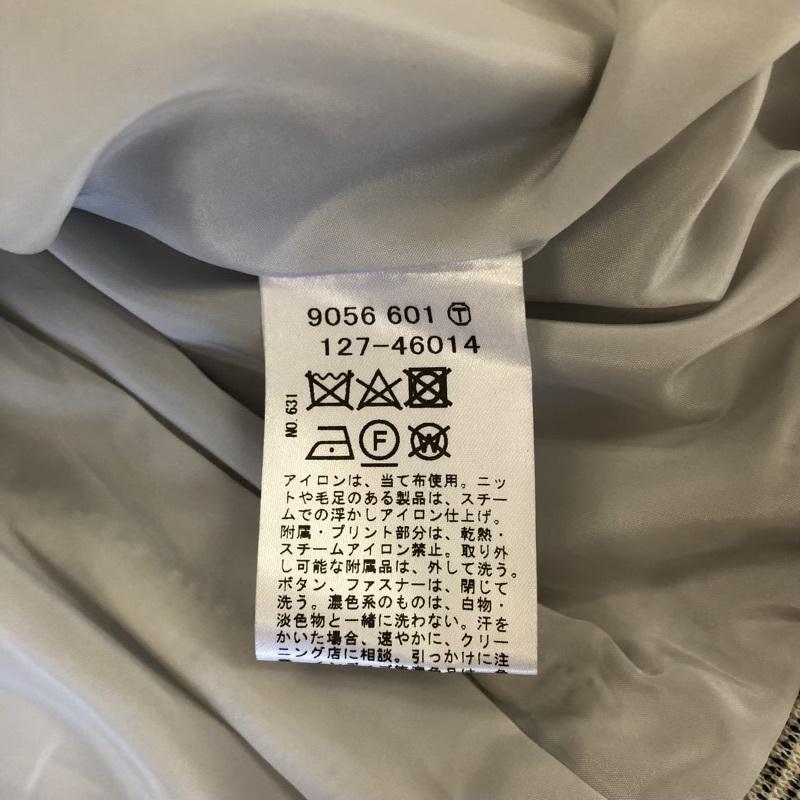 9056 601 Ⓣ
127-46014
NO.631
F
W
アイロンは、当て布使用。ニッ
トや毛足のある製品は、スチー
ムでの浮かしアイロン仕上げ。
附属・プリント部分は、乾熱・
スチームアイロン禁止。取り外
し可能な附属品は、外して洗う。
ボタン、ファスナーは、閉じて
洗う。濃色系のものは、白物・
淡色物と一緒に洗わない。汗を
かいた場合、速やかに、クリー
ニング店に相談。引っかけに注